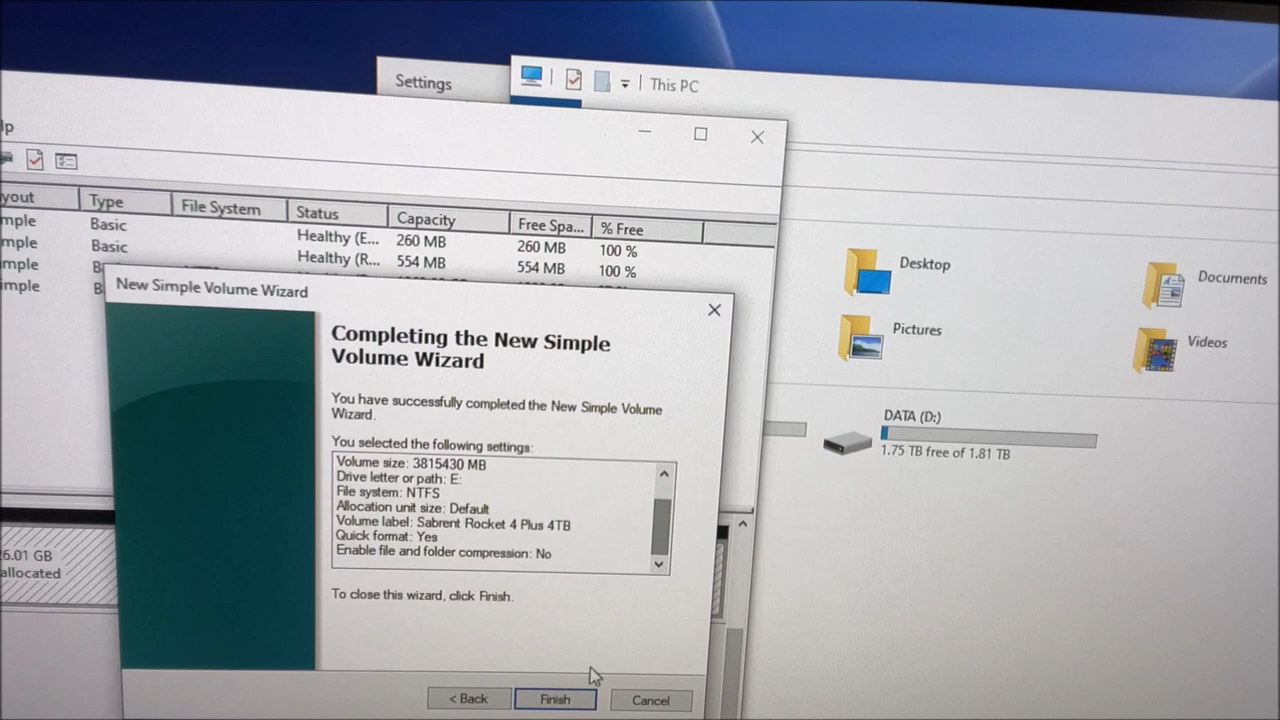 Settings
This PC
lp
yout Type File System Status Capacity Free Spa... % Free
mple Basic Healthy (E... 260 MB 260 MB 100 %
mple Basic Healthy (R... 554 MB 554 MB 100 %
imple
imple
New Simple Volume Wizard
Completing the New Simple
Volume Wizard
You have successfully completed the New Simple Volume
Wizard.
You selected the following settings:
Volume size: 3815430 MB
Drive letter or path: E:
File system: NTFS
Allocation unit size: Default
Volume label: Sabrent Rocket 4 Plus 4TB
Quick format: Yes
Enable file and folder compression: No
To close this wizard, click Finish.
< Back Finish Cancel
6.01 GB
allocated
Desktop
Documents
Pictures
Videos
DATA (D:)
1.75 TB free of 1.81 TB